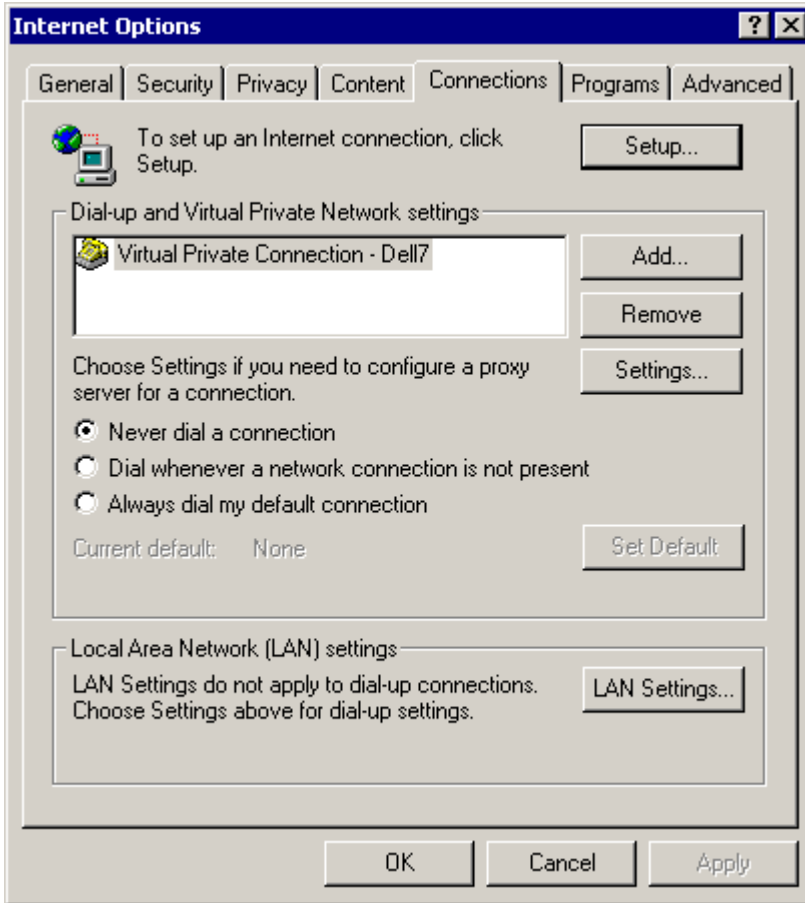 Internet Options
General Security Privacy Content Connections Programs Advanced
To set up an Internet connection, click
Setup.
Setup...
Dial-up and Virtual Private Network settings
Virtual Private Connection - Dell7
Add...
Remove
Choose Settings if you need to configure a proxy
server for a connection.
Settings...
Never dial a connection
Dial whenever a network connection is not present
Always dial my default connection
Current default: None
Set Default
Local Area Network (LAN) settings
LAN Settings do not apply to dial-up connections.
Choose Settings above for dial-up settings.
LAN Settings...
OK Cancel Apply